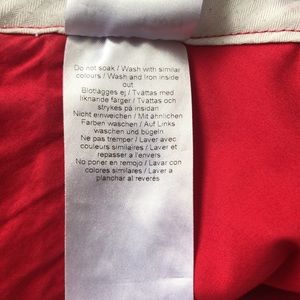 Do not soak / Wash with similar
colours / Wash and Iron inside
out
Blötlägges ej / Tvättas med
liknande färger / Tvättas och
strykes på insidan
Nicht einweichen / Mit ähnlichen
Farben waschen / Auf Links
waschen und bügeln
Ne pas tremper / Laver avec
couleurs similaires / Laver et
repasser a l'envers
No poner en remojo / Lavar con
colores similares / Lavar a
planchar al reverés